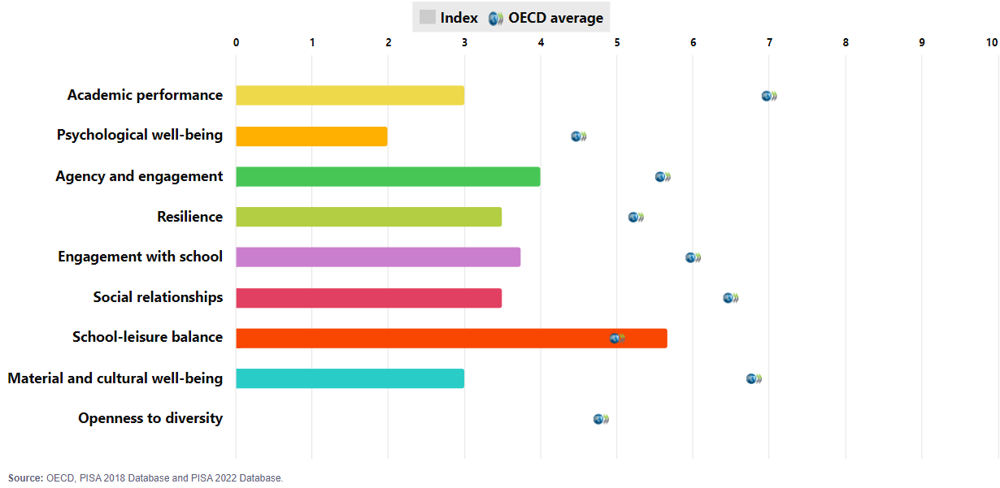 Index OECD average
0 1 2 3 4 5 6 7 8 9 10
Academic performance
Psychological well-being
Agency and engagement
Resilience
Engagement with school
Social relationships
School-leisure balance
Material and cultural well-being
Openness to diversity
Source: OECD, PISA 2018 Database and PISA 2022 Database.